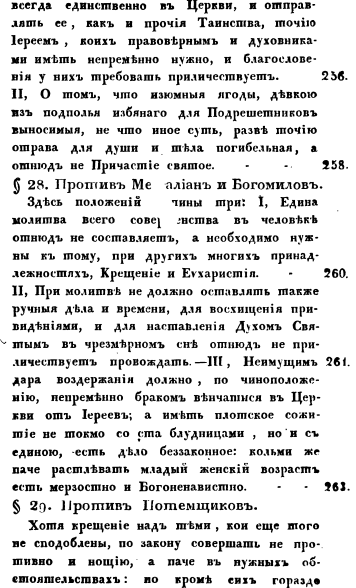 всегда единственно въ Церкви, и отправ-
лять ее, какъ и прочія Таинства, точію
Іереемъ, коихъ правовѣрнымъ и духовника-
ми имѣть непремѣнно нужно, и благослове-
нія у нихъ требовать приличествуетъ. 256.
II, О томъ, что изюмныя ягоды, дѣвкою
изъ подполья избянаго для Подрешетниковъ
выносимыя, не что иное суть, развѣ точію
отрава для души и тѣла погибельная, а
отнюдь не Причастіе святое. - - 258.
§ 28. Противъ Ме аліанъ и Богомиловъ.
Здѣсь положеній чины три: I, Едина
молитва всего совер енства въ человѣкѣ
отнюдь не составляетъ, а необходимо нуж-
ны къ тому, при другихъ многихъ принад-
лежностяхъ, Крещеніе и Евхаристія. - 260.
II, При молитвѣ не должно оставлять также
ручныя дѣла и времени, для восхищенія при-
видѣніями, и для наставленія Духомъ Свя-
тымъ въ чрезмѣрномъ снѣ отнюдь не при-
личествуетъ провождать.—III, Неимущимъ 261.
дара воздержанія должно, по чиноположе-
нію, непремѣнно бракомъ вѣнчатися въ Цер-
кви отъ Іереевъ; а имѣть плотское сожи-
тіе не токмо со ста блудницами, но и съ
единою, есть дѣло беззаконное: кольми же
паче растлѣвать младый женскій возрастъ
есть мерзостно и Богоненавистно. - - 263.
§ 29. Противъ Потемщиковъ.
Хотя крещеніе надъ тѣми, кои еще того
не сподоблены, по закону совершать не про-
тивно и нощію, а паче въ нужныхъ об-
стоятельствахъ: но кромѣ сихъ гораздо